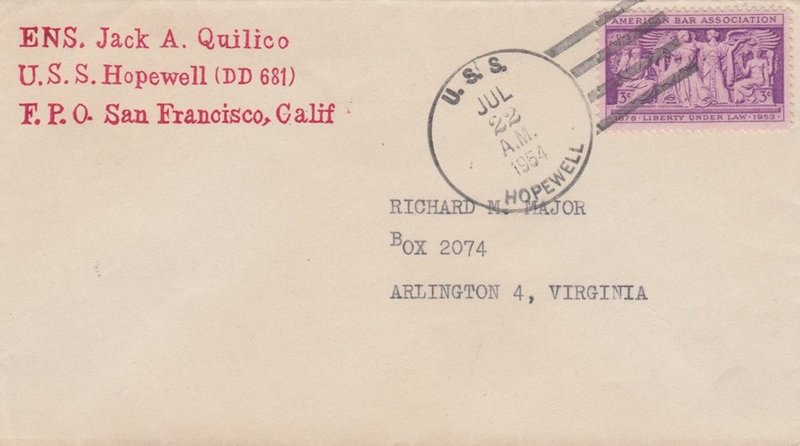 ENS. Jack A. Quilico
U.S.S. Hopewell (DD 681)
F.P.O. San Francisco, Calif
U.S.S.
JUL
22
A.M.
1954
HOPEWELL
AMERICAN BAR ASSOCIATION
U.S.
POSTAGE
3¢ 3¢
1878 · LIBERTY UNDER LAW · 1953
RICHARD M. MAJOR
BOX 2074
ARLINGTON 4, VIRGINIA